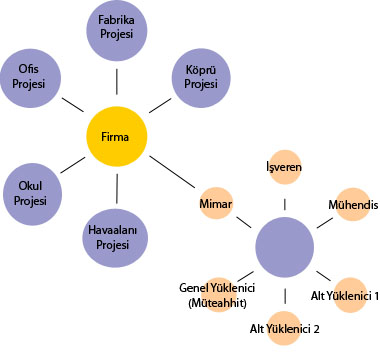 Fabrika
Projesi
Ofis
Projesi
Köprü
Projesi
Firma
Okul
Projesi
Havaalanı
Projesi
Mimar
İşveren
Mühendis
Genel Yüklenici
(Müteahhit)
Alt Yüklenici 1
Alt Yüklenici 2